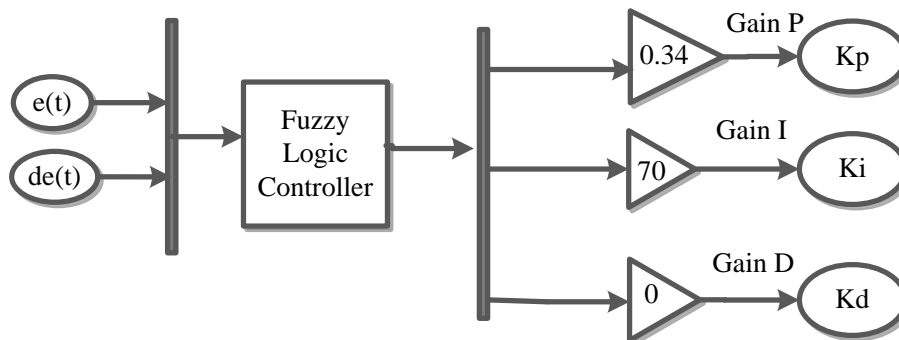 e(t)
de(t)
Fuzzy
Logic
Controller
0.34
Gain P
Kp
70
Gain I
Ki
0
Gain D
Kd